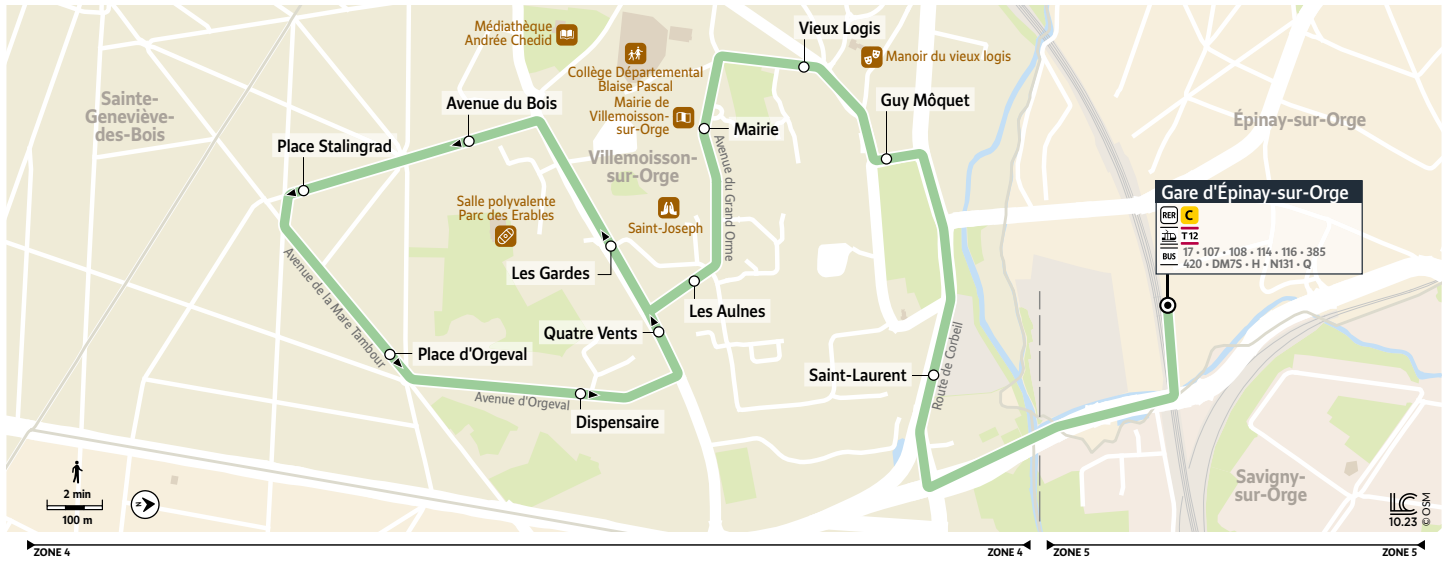 Médiathèque
Andrée Chedid
Collège Départemental
Blaise Pascal
Mairie de
Villemoisson-
sur-Orge
Vieux Logis
Manoir du vieux logis
Guy Môquet
Sainte-
Geneviève-
des-Bois
Avenue du Bois
Place Stalingrad
Mairie
Villemoisson-
sur-Orge
Épinay-sur-Orge
Avenue du Grand Orme
Salle polyvalente
Parc des Erables
Saint-Joseph
Gare d'Épinay-sur-Orge
RER C
T 12
BUS 17 • 107 • 108 • 114 • 116 • 385
420 • DM7S • H • N131 • Q
Les Gardes
Les Aulnes
Avenue de la Mare Tambour
Quatre Vents
Place d'Orgeval
Saint-Laurent
Route de Corbeil
Avenue d'Orgeval
Dispensaire
Savigny-
sur-Orge
2 min
100 m
N
LC
10.23
© OSM
ZONE 4
ZONE 4
ZONE 5
ZONE 5